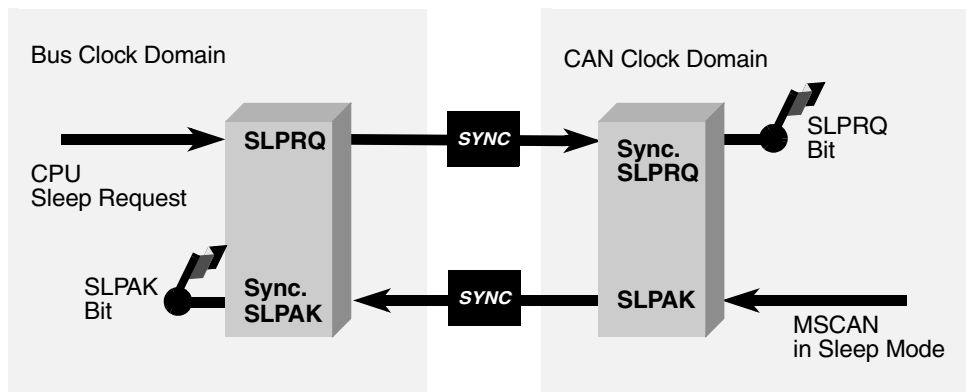 Bus Clock Domain
CAN Clock Domain
SLPRQ
SYNC
Sync.
SLPRQ
SLPRQ
Bit
CPU
Sleep Request
SLPAK
Bit
Sync.
SLPAK
SYNC
SLPAK
MSCAN
in Sleep Mode